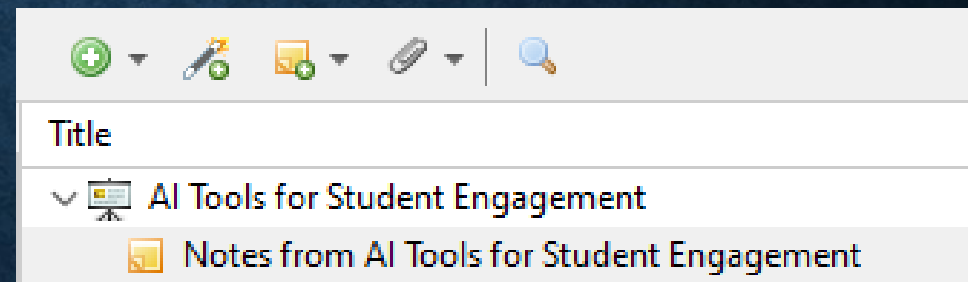 Title
AI Tools for Student Engagement
Notes from AI Tools for Student Engagement